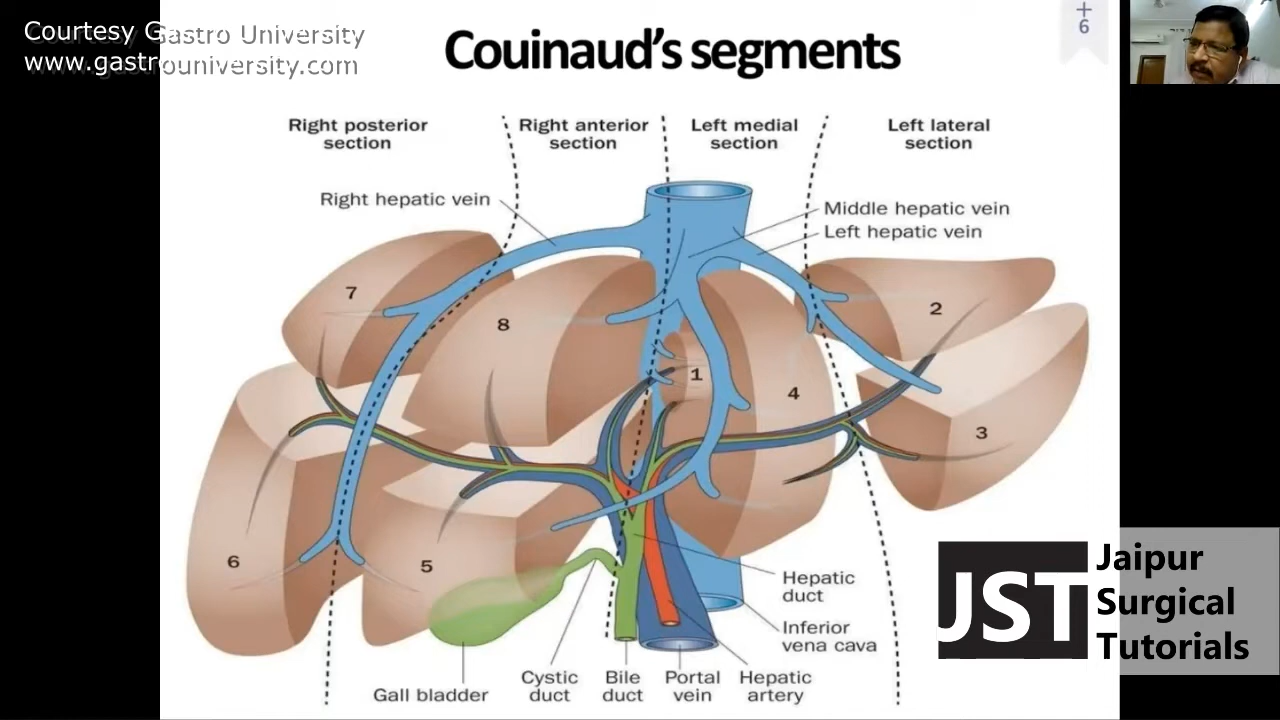 Courtesy Gastro University
www.gastrouniversity.com
Couinaud's segments
+
6
Right posterior
section
Right anterior
section
Left medial
section
Left lateral
section
Right hepatic vein
Middle hepatic vein
Left hepatic vein
7
8
2
1
4
3
6
5
Hepatic
duct
Inferior
vena cava
Gall bladder
Cystic
duct
Bile
duct
Portal
vein
Hepatic
artery
JST
Jaipur
Surgical
Tutorials